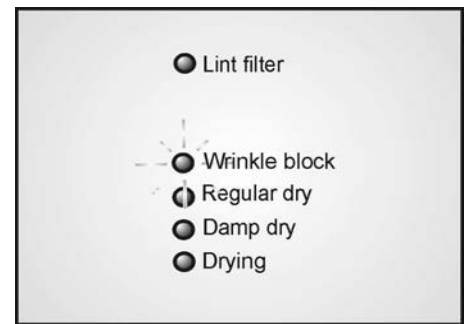 Lint filter
Wrinkle block
Regular dry
Damp dry
Drying